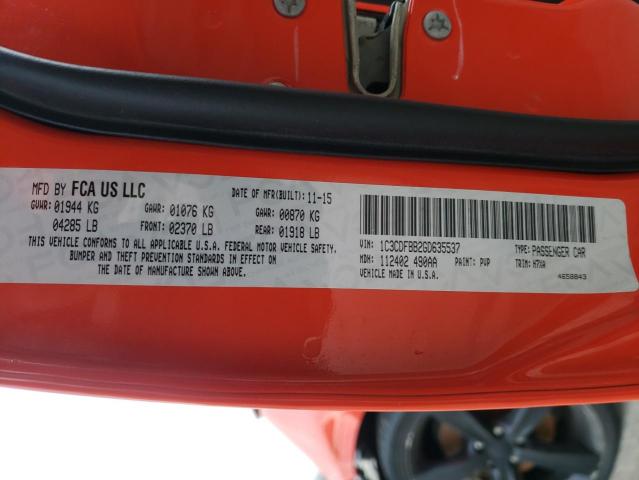 MFD BY FCA US LLC DATE OF MFR(BUILT): 11-15
GVWR: 01944 KG GAWR: 01076 KG GAWR: 00870 KG
04285 LB FRONT: 02370 LB REAR: 01918 LB
THIS VEHICLE CONFORMS TO ALL APPLICABLE U.S.A. FEDERAL MOTOR VEHICLE SAFETY,
BUMPER AND THEFT PREVENTION STANDARDS IN EFFECT ON
THE DATE OF MANUFACTURE SHOWN ABOVE.
VIN: 1C3CDFBB2GD635537 TYPE: PASSENGER CAR
MDH: 112402 490AA PAINT: PVP TRIM: H7XA
VEHICLE MADE IN U.S.A. 4658843